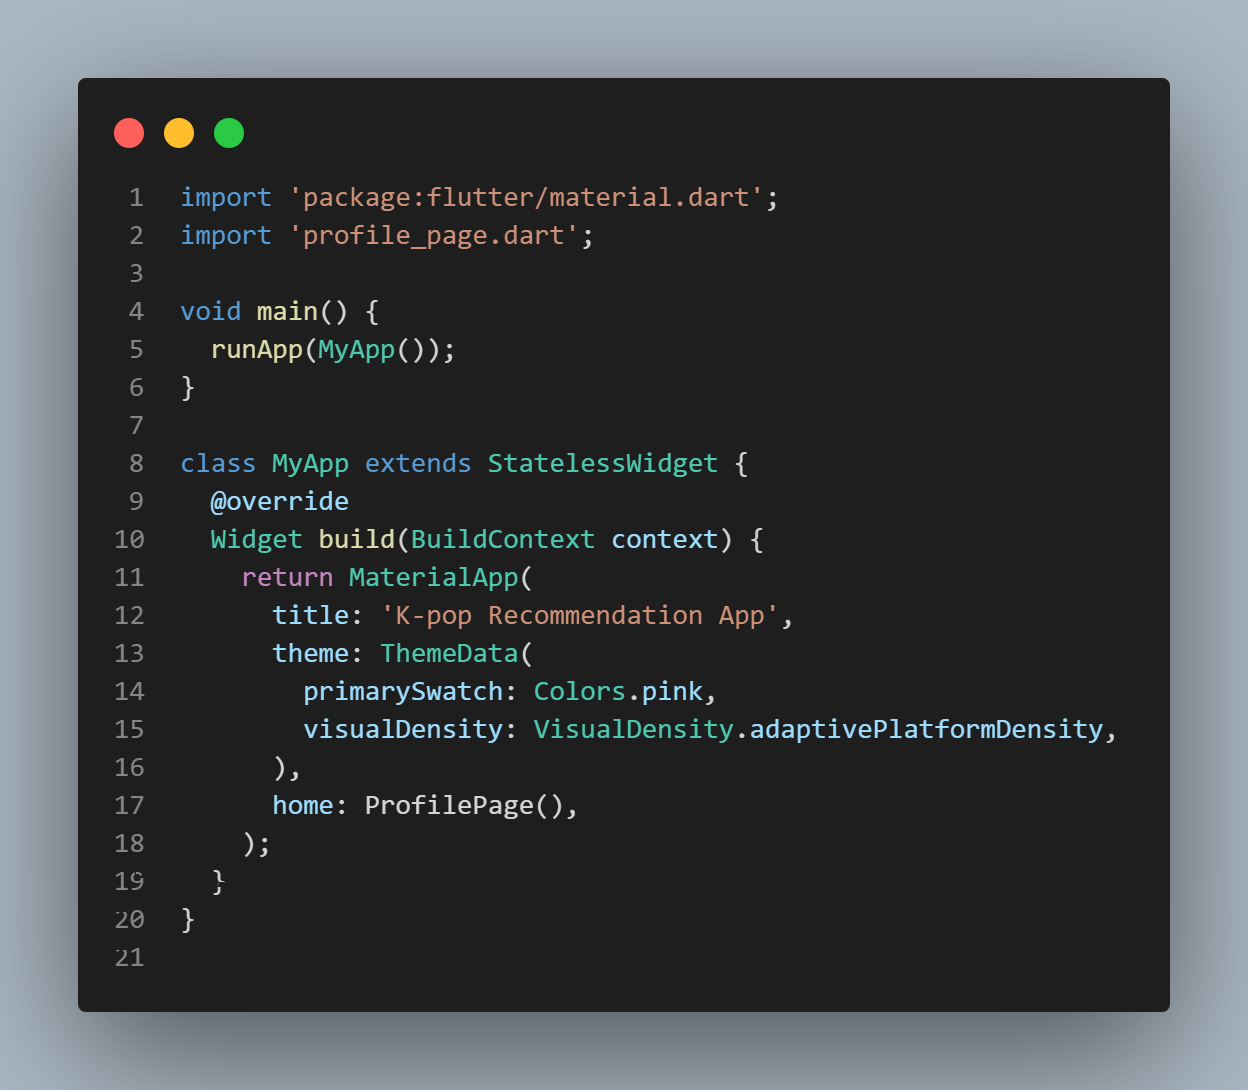 1 import 'package:flutter/material.dart';
2 import 'profile_page.dart';
3
4 void main() {
5   runApp(MyApp());
6 }
7
8 class MyApp extends StatelessWidget {
9   @override
10   Widget build(BuildContext context) {
11     return MaterialApp(
12       title: 'K-pop Recommendation App',
13       theme: ThemeData(
14         primarySwatch: Colors.pink,
15         visualDensity: VisualDensity.adaptivePlatformDensity,
16       ),
17       home: ProfilePage(),
18     );
19   }
20 }
21